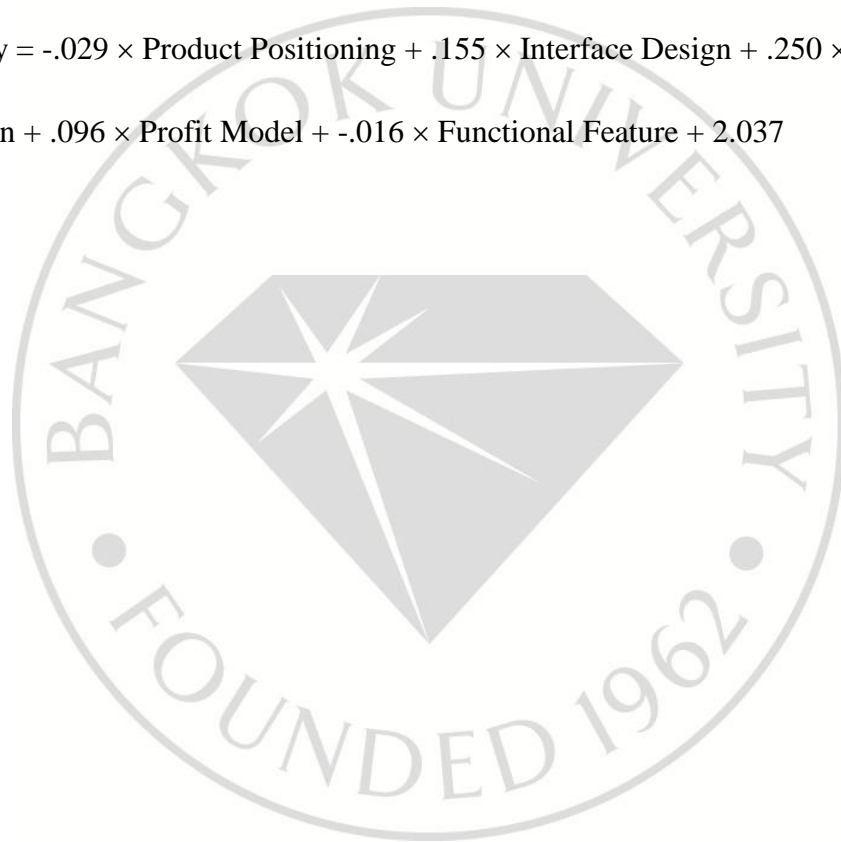 y = -.029 × Product Positioning + .155 × Interface Design + .250 ×
n + .096 × Profit Model + -.016 × Functional Feature + 2.037
BANGKOK UNIVERSITY
• FOUNDED 1962 •